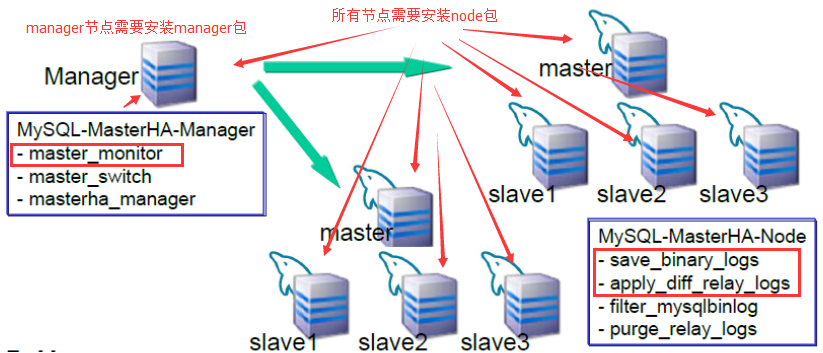 manager节点需要安装manager包
所有节点需要安装node包
Manager
master
MySQL-MasterHA-Manager
- master_monitor
- master_switch
- masterha_manager
slave1
slave2
slave3
master
MySQL-MasterHA-Node
- save_binary_logs
- apply_diff_relay_logs
- filter_mysqlbinlog
- purge_relay_logs
slave1
slave2
slave3